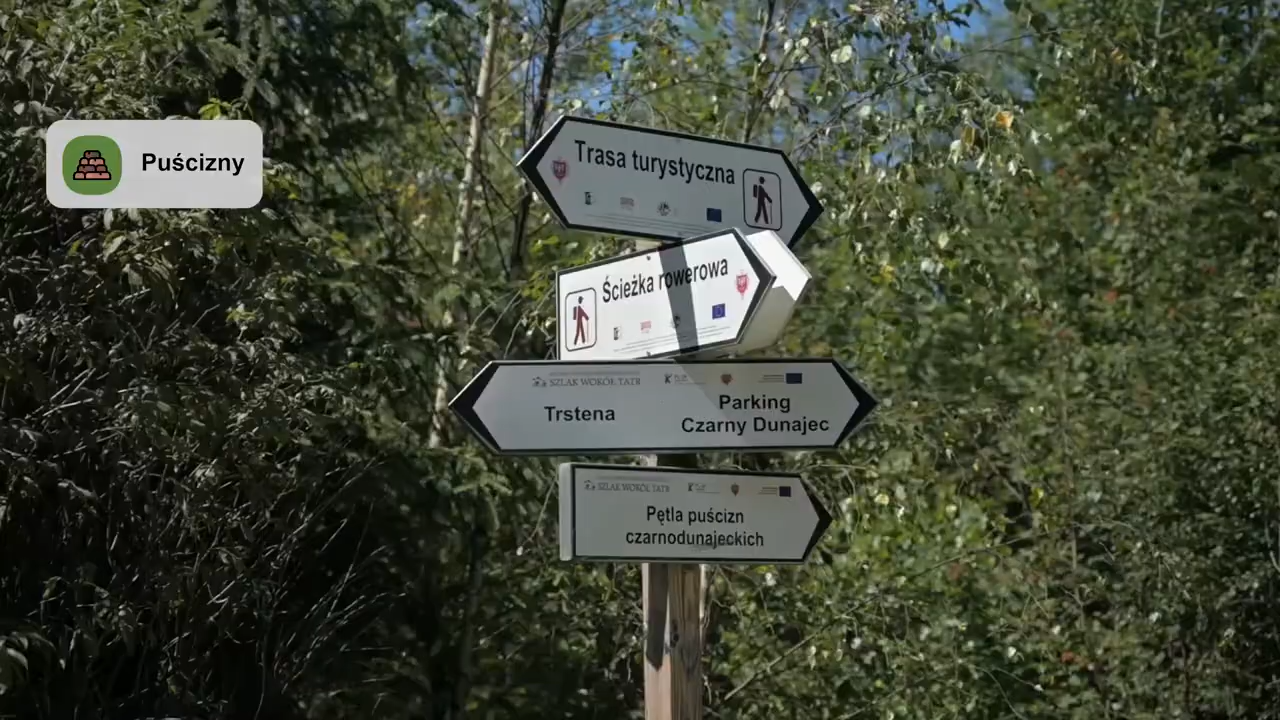 Puścizny
Trasa turystyczna
Ścieżka rowerowa
SZLAK WOKÓŁ TATR
Trstena
Parking
Czarny Dunajec
SZLAK WOKÓŁ TATR
Pętla puścizn
czarnodunajeckich